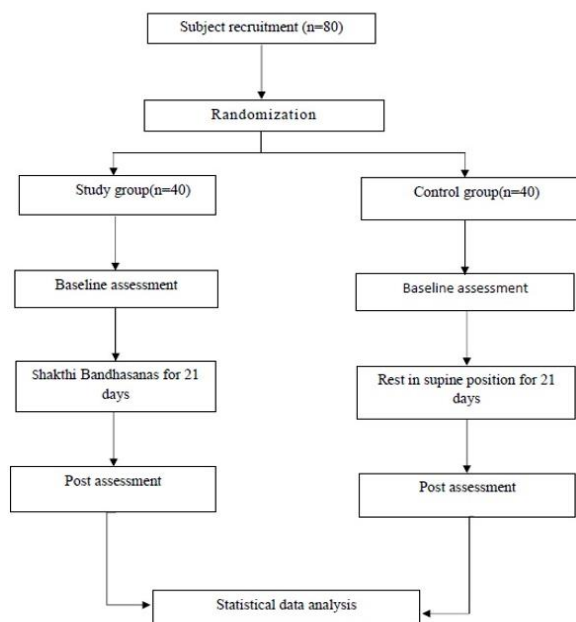 Subject recruitment (n=80)
Randomization
Study group(n=40)
Control group(n=40)
Baseline assessment
Baseline assessment
Shakthi Bandhasanas for 21
days
Rest in supine position for 21
days
Post assessment
Post assessment
Statistical data analysis